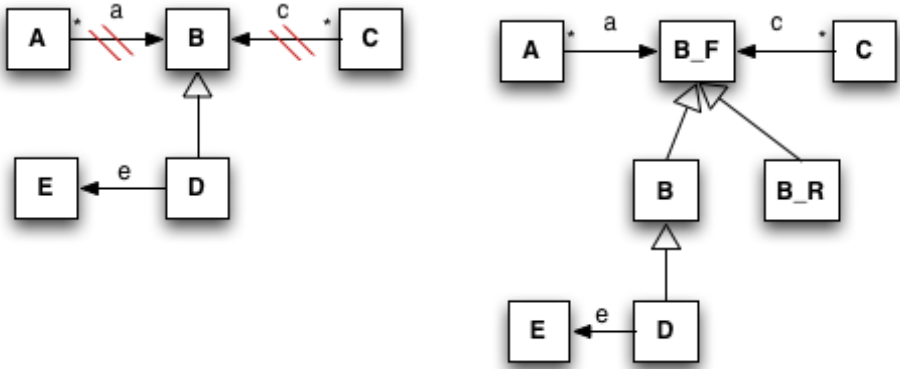 * a c *
A B C
E e D
* a c *
A B_F C
B B_R
E e D